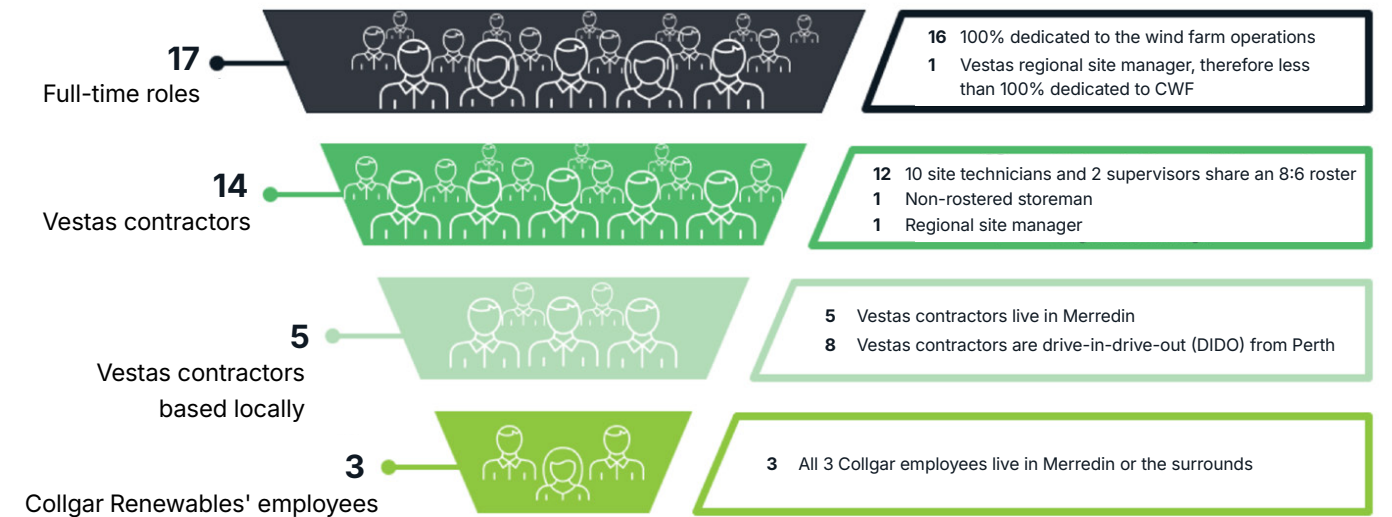 17
Full-time roles
16 100% dedicated to the wind farm operations
1 Vestas regional site manager, therefore less
than 100% dedicated to CWF
14
Vestas contractors
12 10 site technicians and 2 supervisors share an 8:6 roster
1 Non-rostered storeman
1 Regional site manager
5
Vestas contractors
based locally
5 Vestas contractors live in Merredin
8 Vestas contractors are drive-in-drive-out (DIDO) from Perth
3
Collgar Renewables' employees
3 All 3 Collgar employees live in Merredin or the surrounds